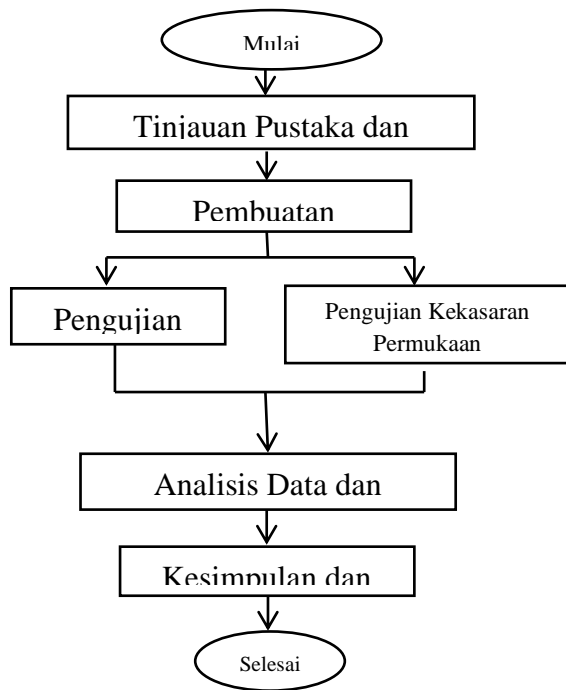 Mulai
Tinjauan Pustaka dan
Pembuatan
Pengujian
Pengujian Kekasaran
Permukaan
Analisis Data dan
Kesimpulan dan
Selesai